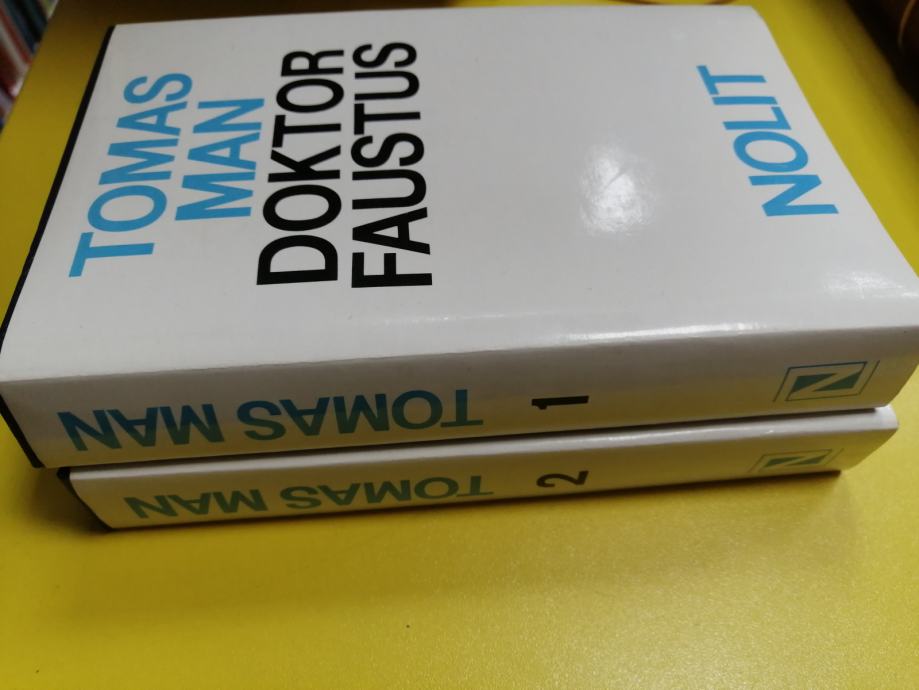 TOMAS
MAN
DOKTOR
FAUSTUS
NOLIT
TOMAS MAN 1
N
TOMAS MAN 2
N